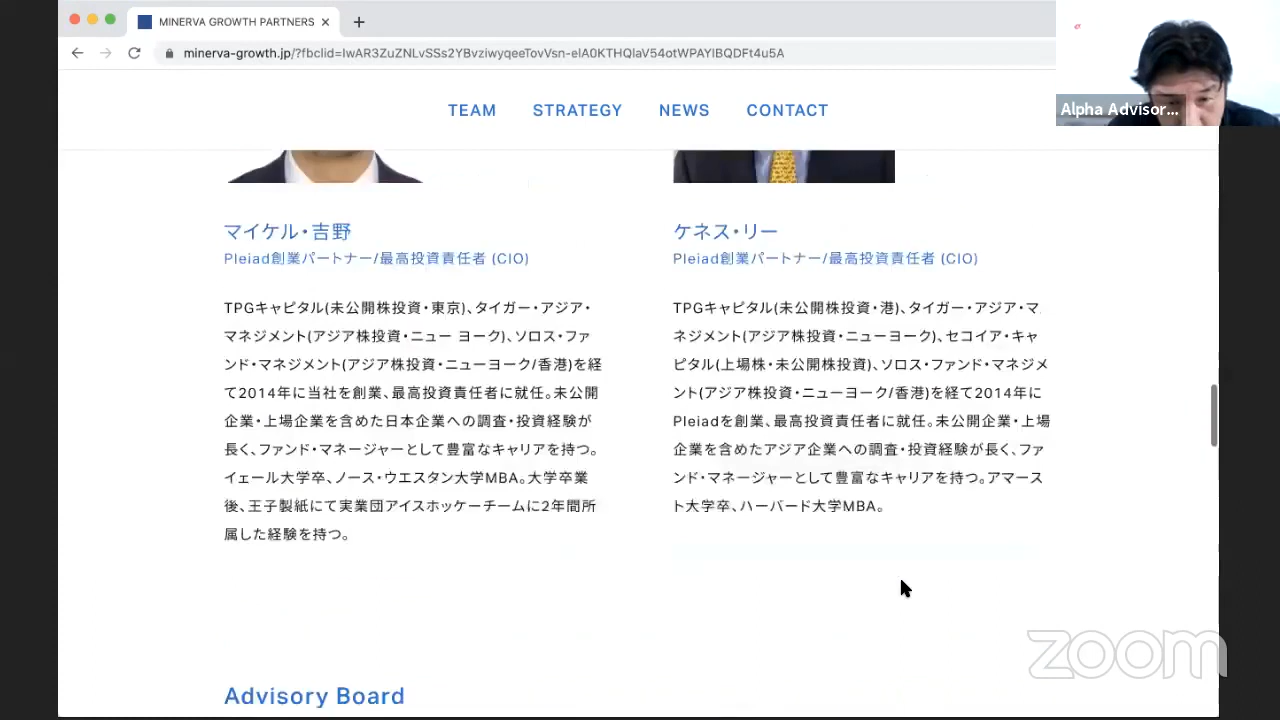 MINERVA GROWTH PARTNERS
minerva-growth.jp/?fbclid=IwAR3ZuZNLvSSs2YBvziwyqeeTovVsn-elA0KTHQlaV54otWPAYlBQDFt4u5A
Alpha Advisor...
TEAM STRATEGY NEWS CONTACT
マイケル・吉野
Pleiad創業パートナー/最高投資責任者 (CIO)
TPGキャピタル(未公開株投資・東京)、タイガー・アジア・
マネジメント(アジア株投資・ニュー ヨーク)、ソロス・ファ
ンド・マネジメント(アジア株投資・ニューヨーク/香港)を経
て2014年に当社を創業、最高投資責任者に就任。未公開
企業・上場企業を含めた日本企業への調査・投資経験が
長く、ファンド・マネージャーとして豊富なキャリアを持つ。
イェール大学卒、ノース・ウエスタン大学MBA。大学卒業
後、王子製紙にて実業団アイスホッケーチームに2年間所
属した経験を持つ。
ケネス・リー
Pleiad創業パートナー/最高投資責任者 (CIO)
TPGキャピタル(未公開株投資・港)、タイガー・アジア・マ
ネジメント(アジア株投資・ニューヨーク)、セコイア・キャ
ピタル(上場株・未公開株投資)、ソロス・ファンド・マネジメ
ント(アジア株投資・ニューヨーク/香港)を経て2014年に
Pleiadを創業、最高投資責任者に就任。未公開企業・上場
企業を含めたアジア企業への調査・投資経験が長く、ファ
ンド・マネージャーとして豊富なキャリアを持つ。アマース
ト大学卒、ハーバード大学MBA。
Advisory Board
zoom